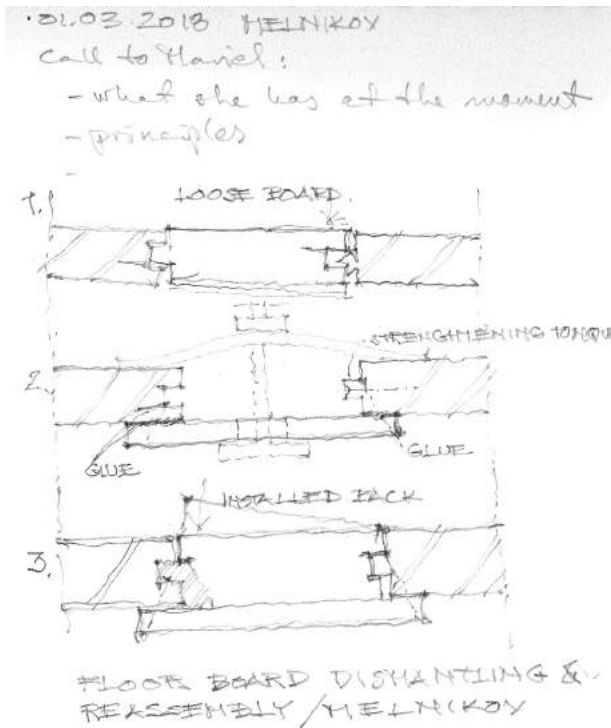 ·01.03.2018 MELNIKOV
Call to
- what she has at the moment
- principles
-
1.
LOOSE BOARD.
STRENGTHENING TONQUE
2.
GLUE
GLUE
INSTALLED BACK
3.
FLOOR BOARD DISMANTLING &
REASSEMBLY / MELNIKOV